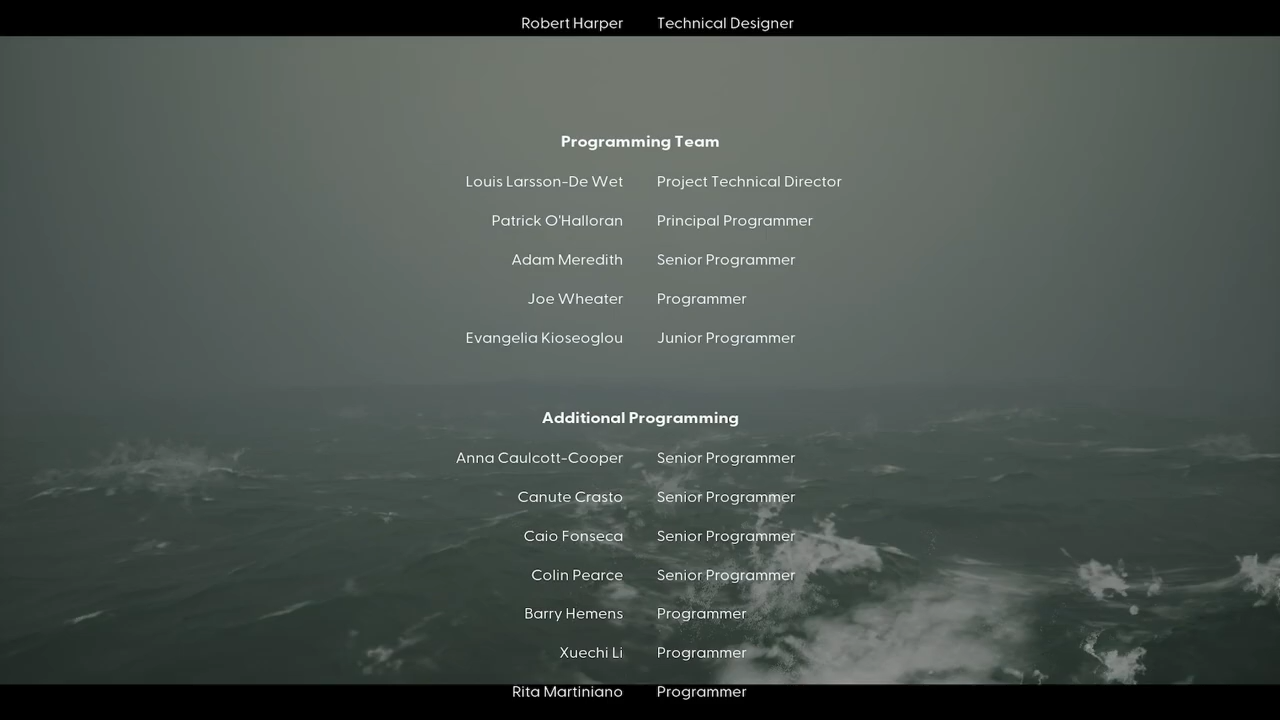 Robert Harper Technical Designer
Programming Team
Louis Larsson-De Wet Project Technical Director
Patrick O'Halloran Principal Programmer
Adam Meredith Senior Programmer
Joe Wheater Programmer
Evangelia Kioseoglou Junior Programmer
Additional Programming
Anna Caulcott-Cooper Senior Programmer
Canute Crasto Senior Programmer
Caio Fonseca Senior Programmer
Colin Pearce Senior Programmer
Barry Hemens Programmer
Xuechi Li Programmer
Rita Martiniano Programmer